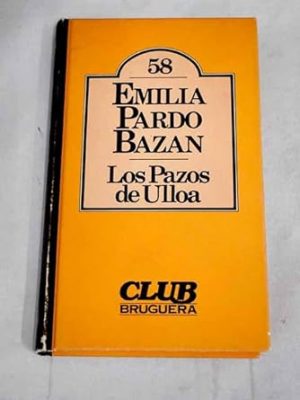 58
EMILIA
PARDO
BAZAN
Los Pazos
de Ulloa
CLUB
BRUGUERA